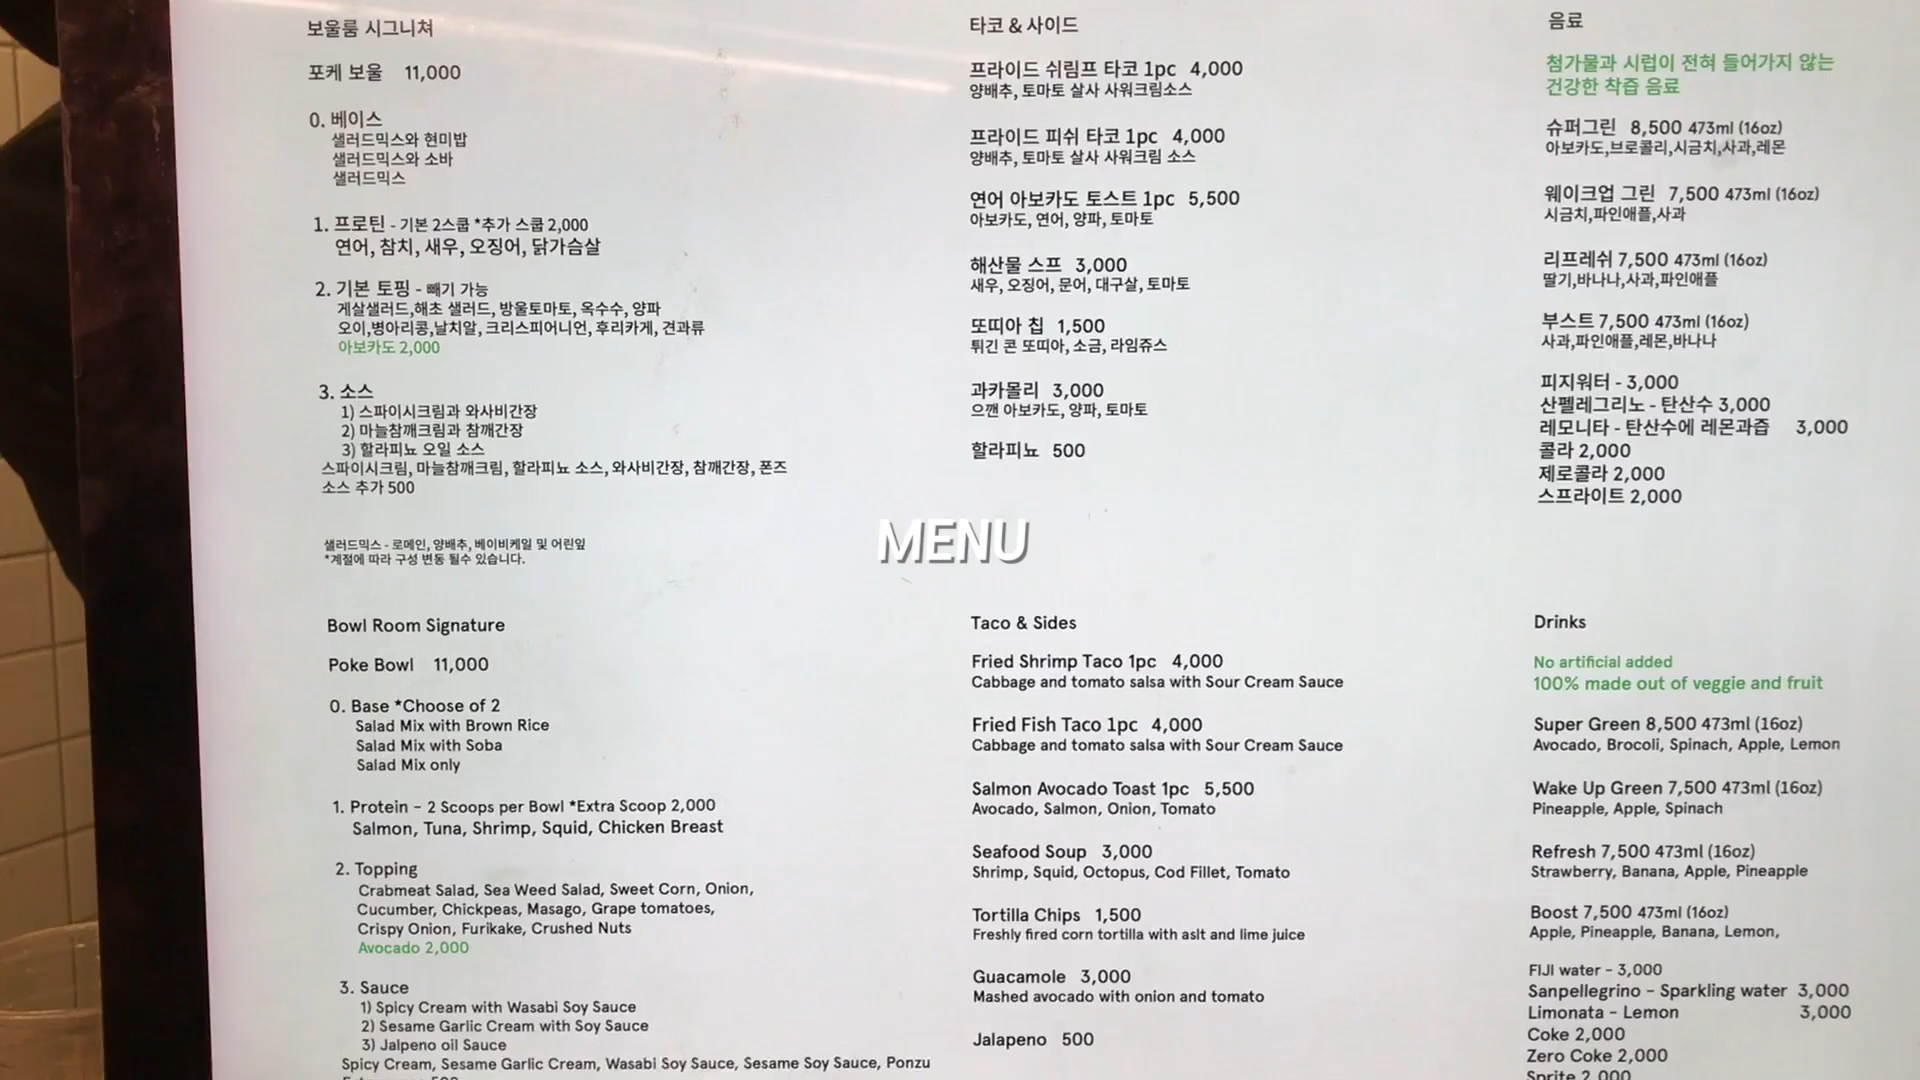 보울룸 시그니쳐
포케 보울 11,000
0. 베이스
샐러드믹스와 현미밥
샐러드믹스와 소바
샐러드믹스
1. 프로틴 - 기본 2스쿱 *추가 스쿱 2,000
연어, 참치, 새우, 오징어, 닭가슴살
2. 기본 토핑 - 빼기 가능
게살샐러드,해초 샐러드, 방울토마토, 옥수수, 양파
오이,병아리콩,날치알, 크리스피어니언, 후리카게, 견과류
아보카도 2,000
3. 소스
1) 스파이시크림과 와사비간장
2) 마늘참깨크림과 참깨간장
3) 할라피뇨 오일 소스
스파이시크림, 마늘참깨크림, 할라피뇨 소스, 와사비간장, 참깨간장, 폰즈
소스 추가 500
샐러드믹스 - 로메인, 양배추, 베이비케일 및 어린잎
*계절에 따라 구성 변동 될수 있습니다.
타코 & 사이드
프라이드 쉬림프 타코 1pc 4,000
양배추, 토마토 살사 사워크림소스
프라이드 피쉬 타코 1pc 4,000
양배추, 토마토 살사 사워크림 소스
연어 아보카도 토스트 1pc 5,500
아보카도, 연어, 양파, 토마토
해산물 스프 3,000
새우, 오징어, 문어, 대구살, 토마토
또띠아 칩 1,500
튀긴 콘 또띠아, 소금, 라임쥬스
과카몰리 3,000
으깬 아보카도, 양파, 토마토
할라피뇨 500
음료
첨가물과 시럽이 전혀 들어가지 않는
건강한 착즙 음료
슈퍼그린 8,500 473ml (16oz)
아보카도,브로콜리,시금치,사과,레몬
웨이크업 그린 7,500 473ml (16oz)
시금치,파인애플,사과
리프레쉬 7,500 473ml (16oz)
딸기,바나나,사과,파인애플
부스트 7,500 473ml (16oz)
사과,파인애플,레몬,바나나
피지워터 - 3,000
산펠레그리노 - 탄산수 3,000
레모니타 - 탄산수에 레몬과즙 3,000
콜라 2,000
제로콜라 2,000
스프라이트 2,000
MENU
Bowl Room Signature
Poke Bowl 11,000
0. Base *Choose of 2
Salad Mix with Brown Rice
Salad Mix with Soba
Salad Mix only
1. Protein - 2 Scoops per Bowl *Extra Scoop 2,000
Salmon, Tuna, Shrimp, Squid, Chicken Breast
2. Topping
Crabmeat Salad, Sea Weed Salad, Sweet Corn, Onion,
Cucumber, Chickpeas, Masago, Grape tomatoes,
Crispy Onion, Furikake, Crushed Nuts
Avocado 2,000
3. Sauce
1) Spicy Cream with Wasabi Soy Sauce
2) Sesame Garlic Cream with Soy Sauce
3) Jalpeno oil Sauce
Spicy Cream, Sesame Garlic Cream, Wasabi Soy Sauce, Sesame Soy Sauce, Ponzu
Taco & Sides
Fried Shrimp Taco 1pc 4,000
Cabbage and tomato salsa with Sour Cream Sauce
Fried Fish Taco 1pc 4,000
Cabbage and tomato salsa with Sour Cream Sauce
Salmon Avocado Toast 1pc 5,500
Avocado, Salmon, Onion, Tomato
Seafood Soup 3,000
Shrimp, Squid, Octopus, Cod Fillet, Tomato
Tortilla Chips 1,500
Freshly fired corn tortilla with aslt and lime juice
Guacamole 3,000
Mashed avocado with onion and tomato
Jalapeno 500
Drinks
No artificial added
100% made out of veggie and fruit
Super Green 8,500 473ml (16oz)
Avocado, Brocoli, Spinach, Apple, Lemon
Wake Up Green 7,500 473ml (16oz)
Pineapple, Apple, Spinach
Refresh 7,500 473ml (16oz)
Strawberry, Banana, Apple, Pineapple
Boost 7,500 473ml (16oz)
Apple, Pineapple, Banana, Lemon,
FIJI water - 3,000
Sanpellegrino - Sparkling water 3,000
Limonata - Lemon 3,000
Coke 2,000
Zero Coke 2,000
Sprite 2,000